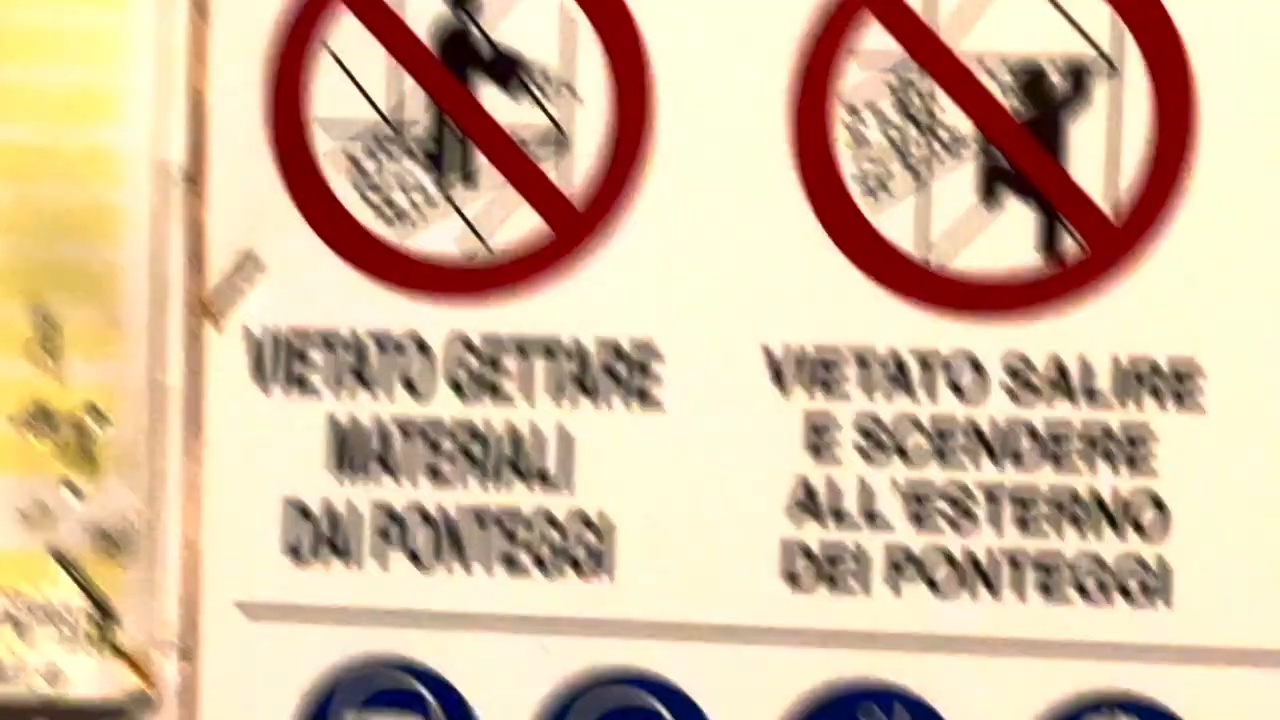 VIETATO GETTARE
MATERIALI
DAI PONTEGGI
VIETATO SALIRE
E SCENDERE
ALL'ESTERNO
DEI PONTEGGI